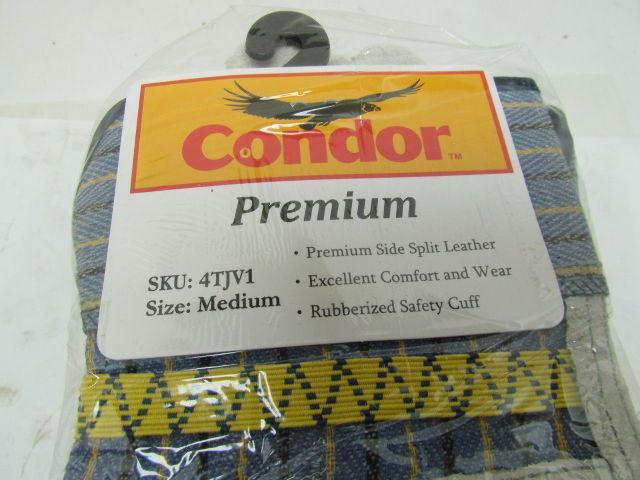 Condor™
Premium
SKU: 4TJV1
Size: Medium
• Premium Side Split Leather
• Excellent Comfort and Wear
• Rubberized Safety Cuff